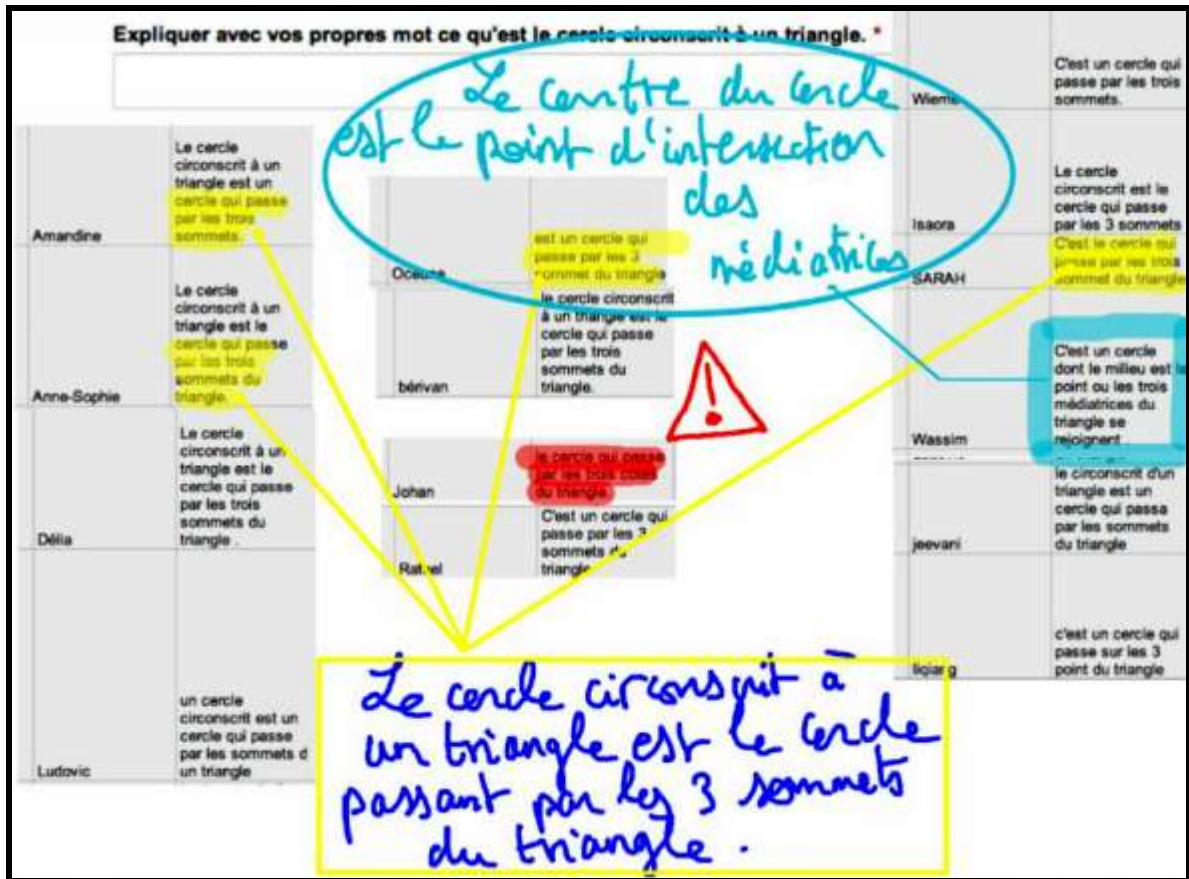 Expliquer avec vos propres mot ce qu'est le cercle circonscrit à un triangle. *
Le centre du cercle
est le point d'intersection
des
médiatrices
Amandine
Le cercle
circonscrit à un
triangle est un
cercle qui passe
par les trois
sommets.
Anne-Sophie
Le cercle
circonscrit à un
triangle est le
cercle qui passe
par les trois
sommets du
triangle.
Délia
Le cercle
circonscrit à un
triangle est le
cercle qui passe
par les trois
sommets du
triangle .
Ludovic
un cercle
circonscrit est un
cercle qui passe
par les sommets d
un triangle
Océane
est un cercle qui
passe par les 3
sommet du triangle
bérivan
le cercle circonscrit
à un triangle est le
cercle qui passe
par les trois
sommets du
triangle.
Johan
le cercle qui passe
par les trois cotés
du triangle.
Rafael
C'est un cercle qui
passe par les 3
sommets du
triangle
Wieme
C'est un cercle qui
passe par les trois
sommets.
Isaora
Le cercle
circonscrit est le
cercle qui passe
par les 3 sommets
SARAH
C'est le cercle qui
passe par les trois
sommet du triangle
Wassim
C'est un cercle
dont le milieu est le
point ou les trois
médiatrices du
triangle se
rejoignent
jeevani
le circonscrit d'un
triangle est un
cercle qui passa
par les sommets
du triangle
liqiang
c'est un cercle qui
passe sur les 3
point du triangle
Le cercle circonscrit à
un triangle est le cercle
passant par les 3 sommets
du triangle.